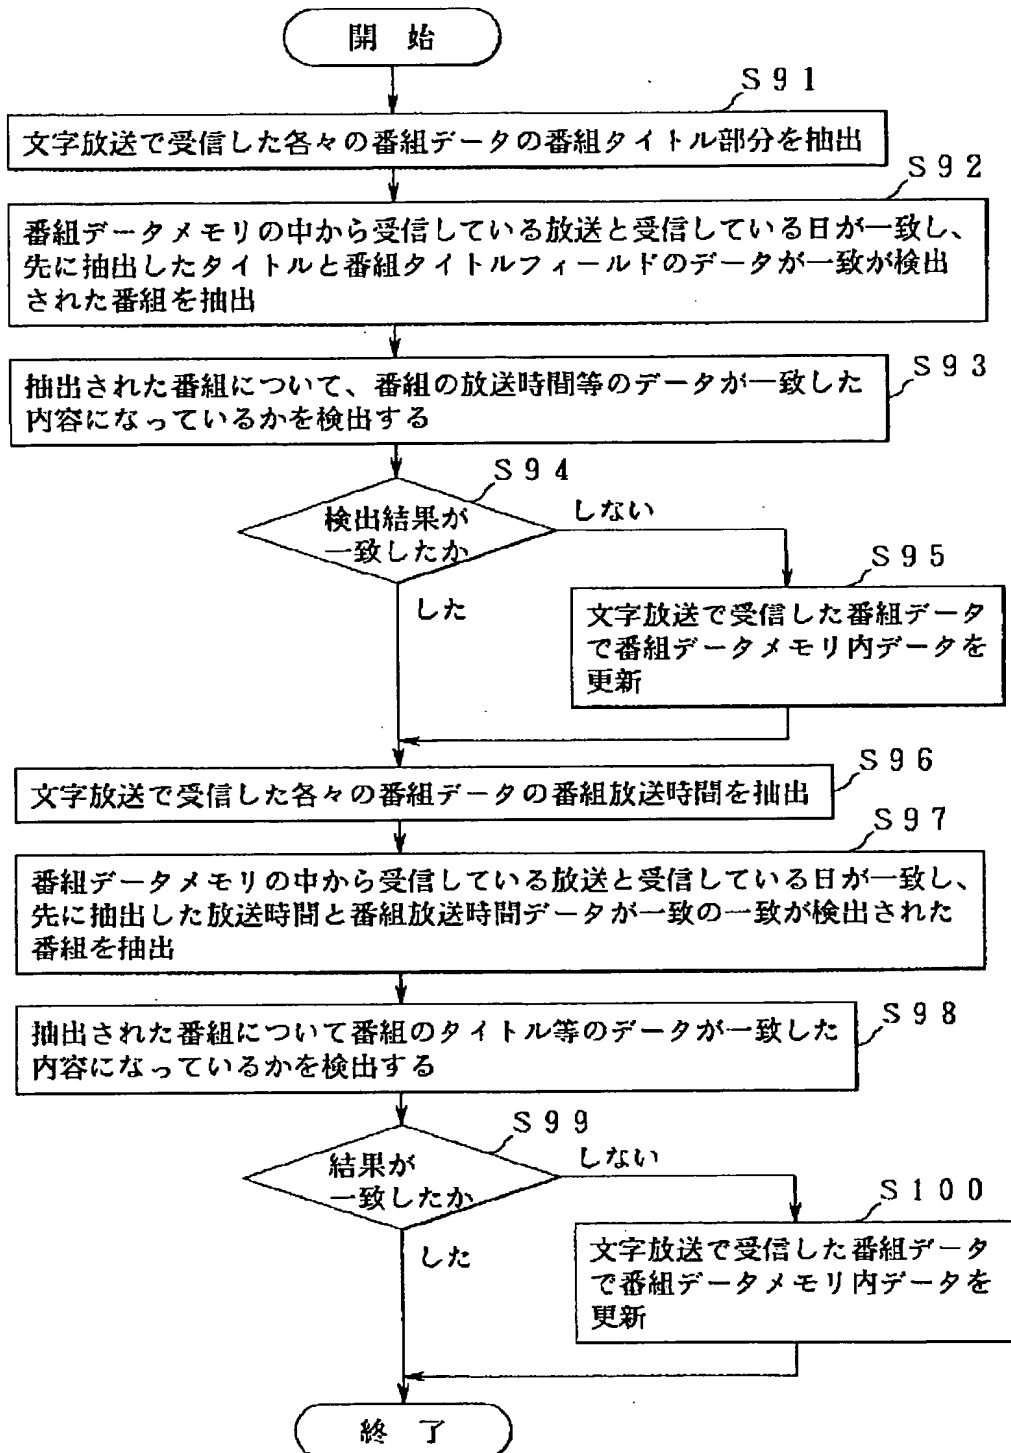 開 始
S91
文字放送で受信した各々の番組データの番組タイトル部分を抽出
S92
番組データメモリの中から受信している放送と受信している日が一致し、
先に抽出したタイトルと番組タイトルフィールドのデータが一致が検出
された番組を抽出
S93
抽出された番組について、番組の放送時間等のデータが一致した
内容になっているかを検出する
S94
検出結果が
一致したか
しない
した
S95
文字放送で受信した番組データ
で番組データメモリ内データを
更新
S96
文字放送で受信した各々の番組データの番組放送時間を抽出
S97
番組データメモリの中から受信している放送と受信している日が一致し、
先に抽出した放送時間と番組放送時間データが一致の一致が検出された
番組を抽出
S98
抽出された番組について番組のタイトル等のデータが一致した
内容になっているかを検出する
S99
結果が
一致したか
しない
した
S100
文字放送で受信した番組データ
で番組データメモリ内データを
更新
終 了